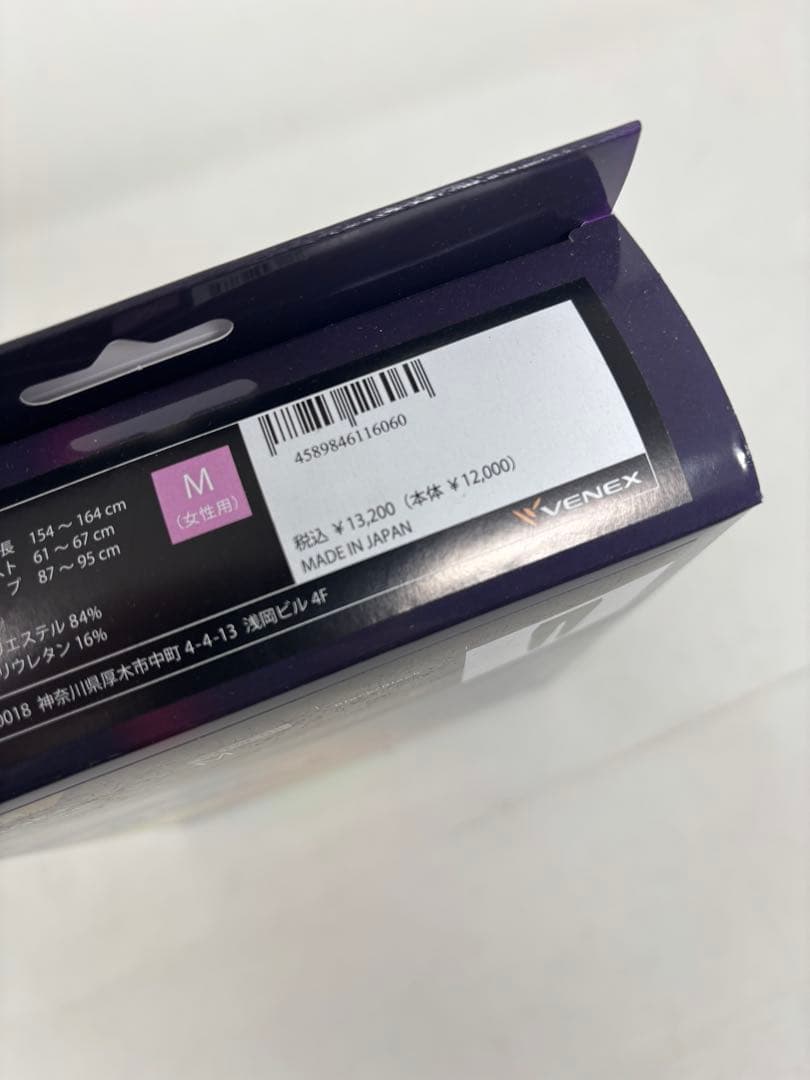 長 154～164 cm
スト 61～67 cm
プ 87～95 cm
M
(女性用)
エステル 84%
リウレタン 16%
4589846116060
税込 ¥13,200（本体 ¥12,000）
MADE IN JAPAN
VENEX
0018 神奈川県厚木市中町 4-4-13 浅岡ビル 4F